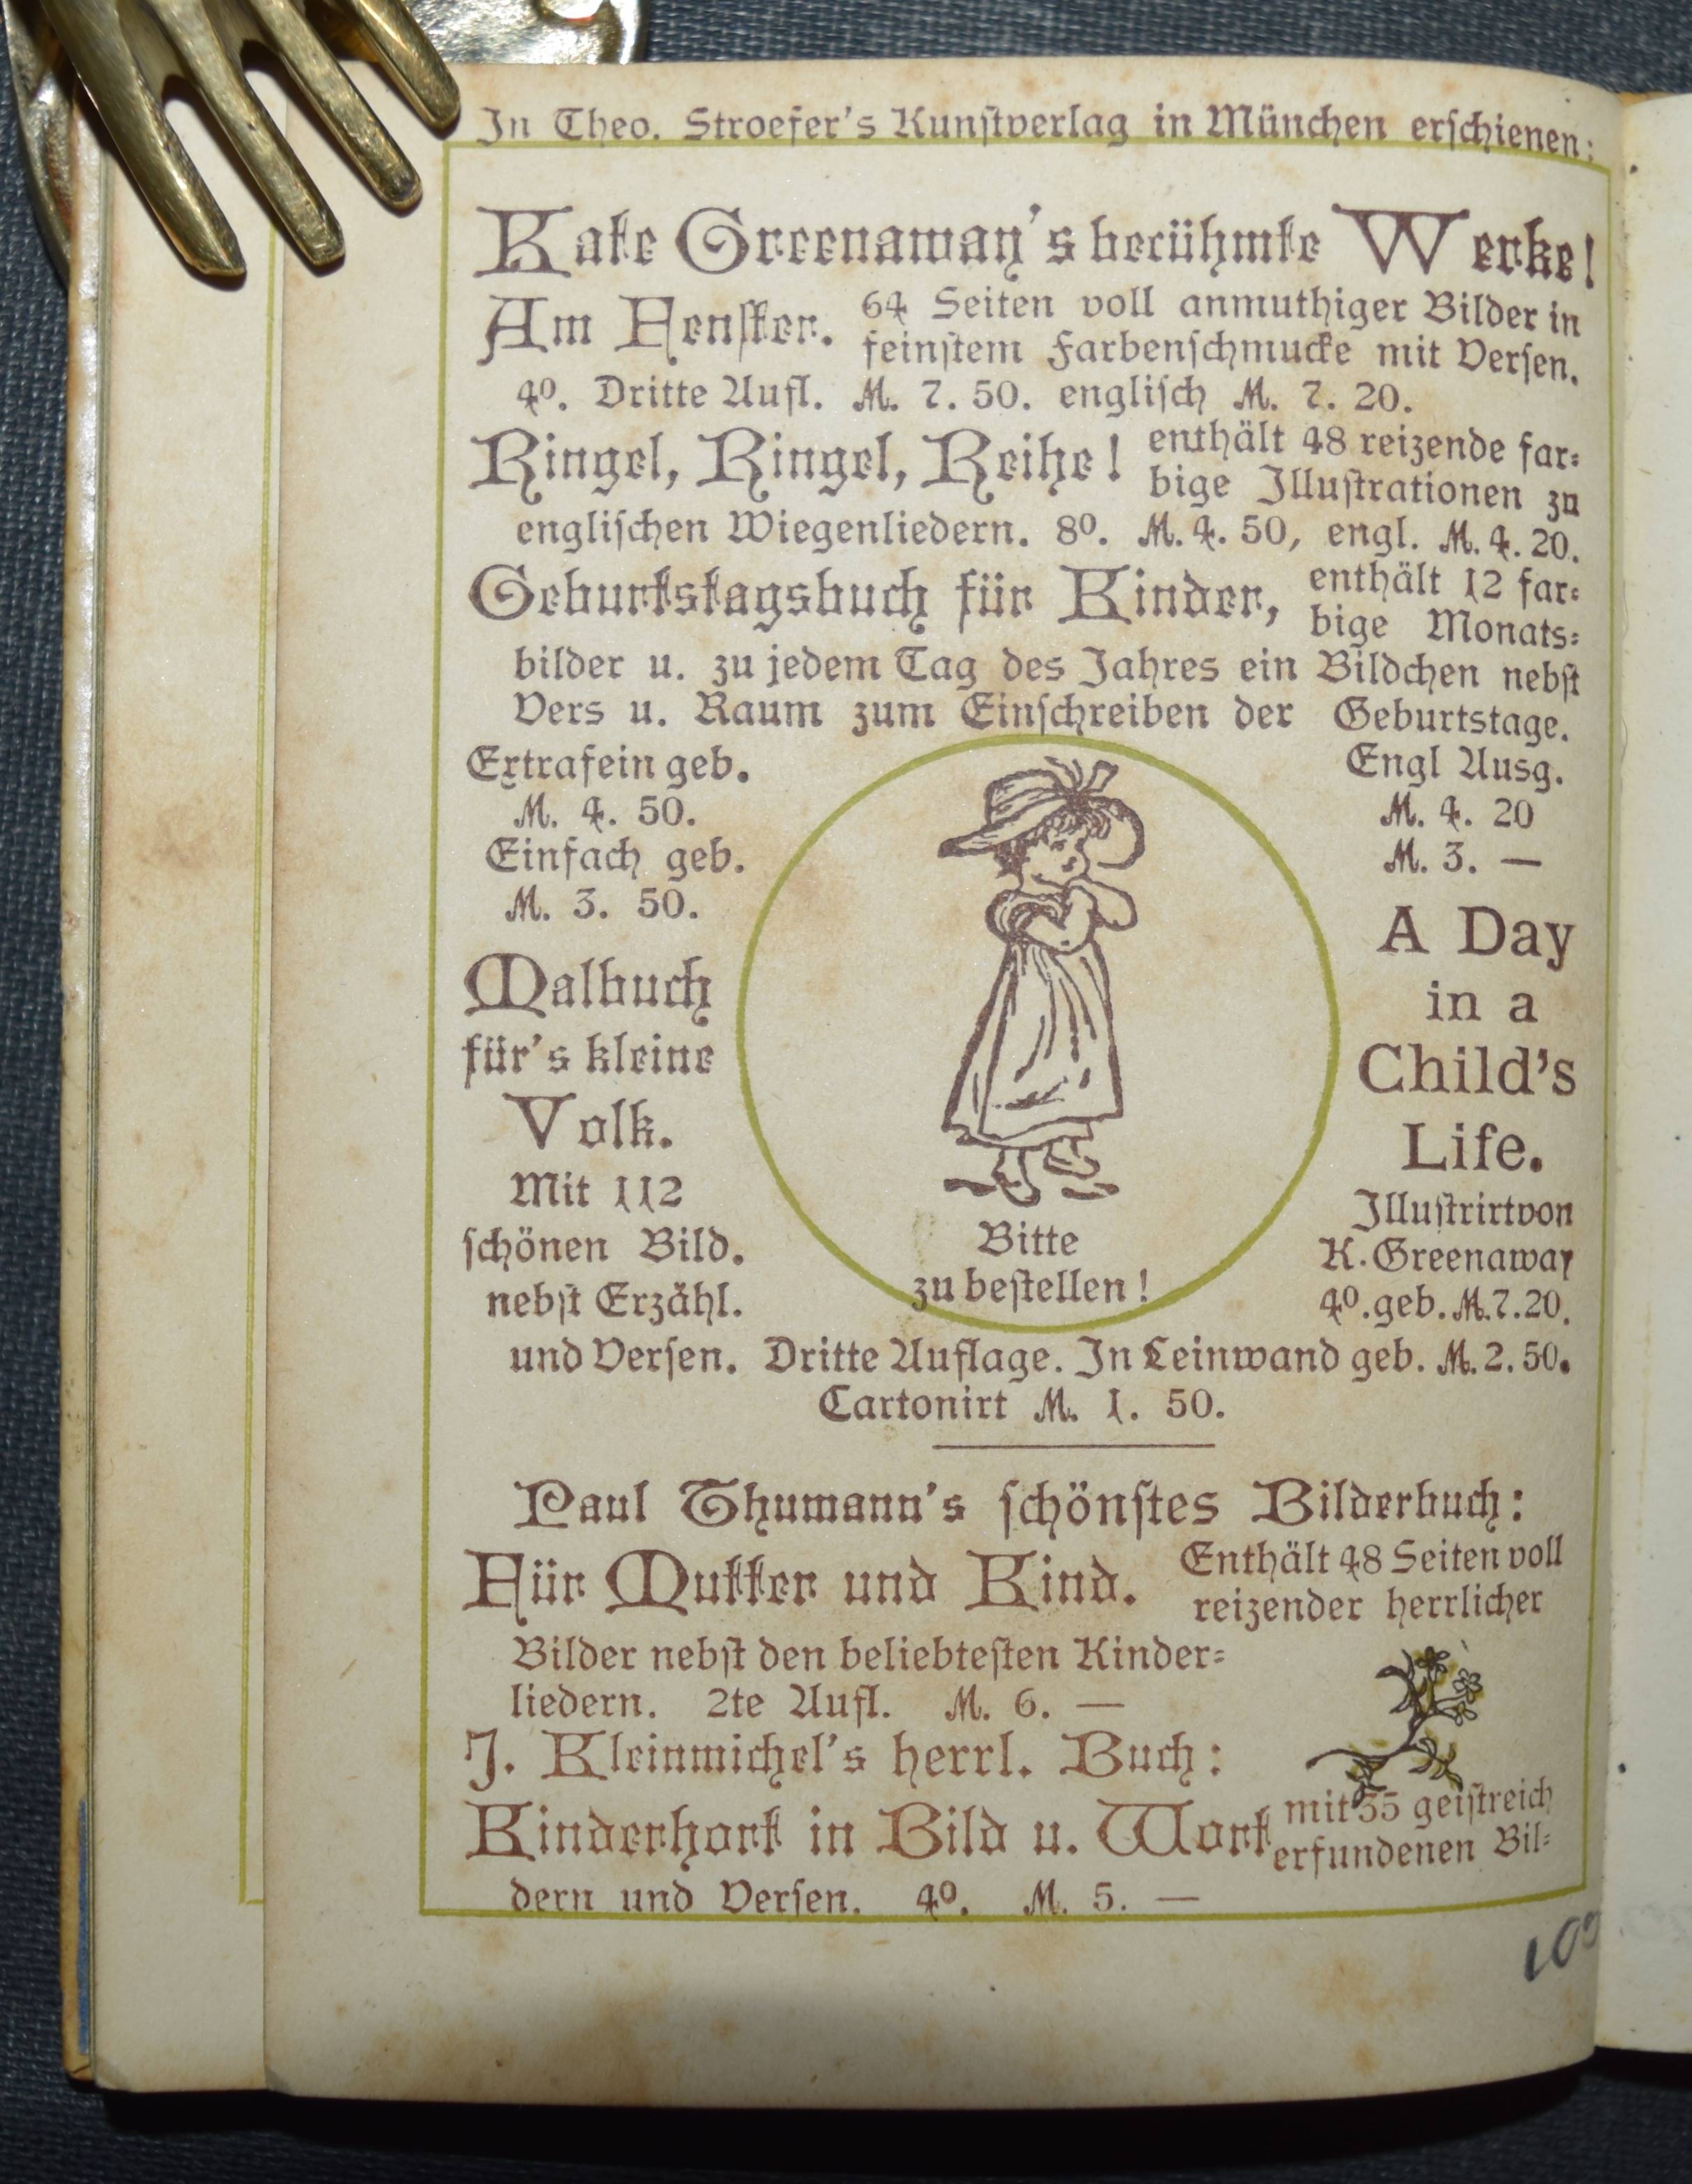 In Theo. Stroefer's Kunſtverlag in München erſchienen:
Kate Greenaway's berühmte Werke!
Am Fenſter. 64 Seiten voll anmuthiger Bilder in
feinſtem Farbenſchmucke mit Verſen.
4⁰. Dritte Aufl. M. 7. 50. engliſch M. 7. 20.
Ringel, Ringel, Reihe! enthält 48 reizende far⸗
bige Illuſtrationen zu
engliſchen Wiegenliedern. 8⁰. M. 4. 50, engl. M. 4. 20.
Geburtstagsbuch für Kinder, enthält 12 far⸗
bige Monats⸗
bilder u. zu jedem Tag des Jahres ein Bildchen nebſt
Vers u. Raum zum Einſchreiben der Geburtstage.
Extrafein geb.
M. 4. 50.
Einfach geb.
M. 3. 50.
Engl Ausg.
M. 4. 20
M. 3. —
Malbuch
für's kleine
Volk.
Mit 112
ſchönen Bild.
nebſt Erzähl.
Bitte
zu beſtellen!
A Day
in a
Child's
Life.
Illuſtrirtvon
K. Greenaway
4⁰. geb. M. 7. 20.
und Verſen. Dritte Auflage. In Leinwand geb. M. 2. 50.
Cartonirt M. 1. 50.
Paul Thumann's ſchönſtes Bilderbuch:
Für Mutter und Kind. Enthält 48 Seiten voll
reizender herrlicher
Bilder nebſt den beliebteſten Kinder⸗
liedern. 2te Aufl. M. 6. —
J. Kleinmichel's herrl. Buch:
Kinderhort in Bild u. Wort mit 35 geiſtreich
erfundenen Bil⸗
dern und Verſen. 4⁰. M. 5. —